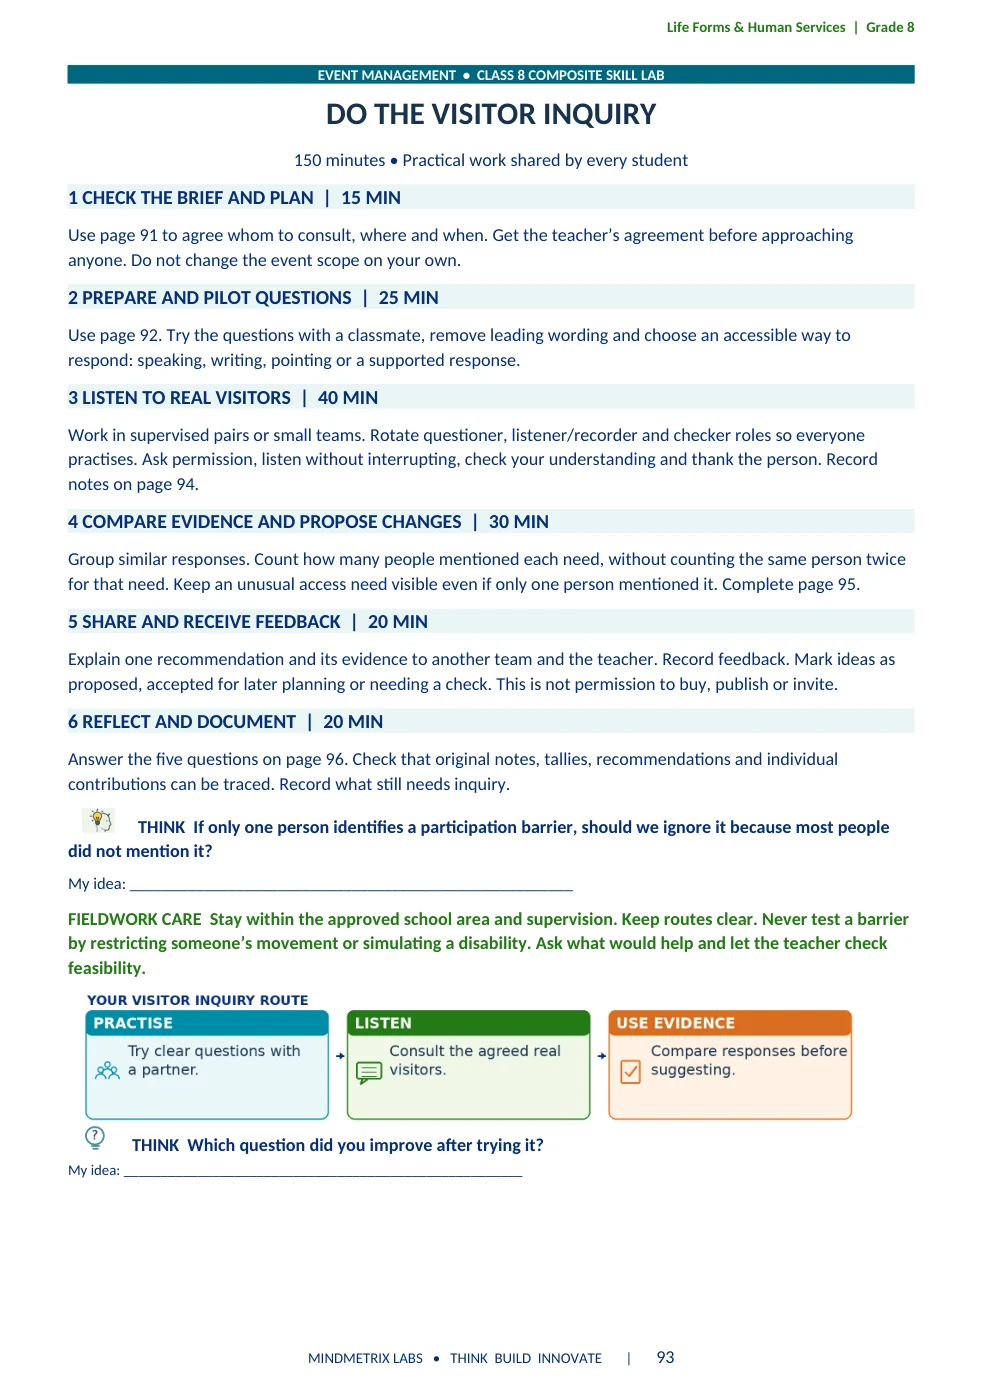 Life Forms & Human Services | Grade 8
EVENT MANAGEMENT ● CLASS 8 COMPOSITE SKILL LAB
DO THE VISITOR INQUIRY
150 minutes • Practical work shared by every student
1 CHECK THE BRIEF AND PLAN | 15 MIN
Use page 91 to agree whom to consult, where and when. Get the teacher’s agreement before approaching
anyone. Do not change the event scope on your own.
2 PREPARE AND PILOT QUESTIONS | 25 MIN
Use page 92. Try the questions with a classmate, remove leading wording and choose an accessible way to
respond: speaking, writing, pointing or a supported response.
3 LISTEN TO REAL VISITORS | 40 MIN
Work in supervised pairs or small teams. Rotate questioner, listener/recorder and checker roles so everyone
practises. Ask permission, listen without interrupting, check your understanding and thank the person. Record
notes on page 94.
4 COMPARE EVIDENCE AND PROPOSE CHANGES | 30 MIN
Group similar responses. Count how many people mentioned each need, without counting the same person twice
for that need. Keep an unusual access need visible even if only one person mentioned it. Complete page 95.
5 SHARE AND RECEIVE FEEDBACK | 20 MIN
Explain one recommendation and its evidence to another team and the teacher. Record feedback. Mark ideas as
proposed, accepted for later planning or needing a check. This is not permission to buy, publish or invite.
6 REFLECT AND DOCUMENT | 20 MIN
Answer the five questions on page 96. Check that original notes, tallies, recommendations and individual
contributions can be traced. Record what still needs inquiry.
THINK If only one person identifies a participation barrier, should we ignore it because most people
did not mention it?
My idea: ______________________________________________________
FIELDWORK CARE Stay within the approved school area and supervision. Keep routes clear. Never test a barrier
by restricting someone’s movement or simulating a disability. Ask what would help and let the teacher check
feasibility.
YOUR VISITOR INQUIRY ROUTE
PRACTISE
Try clear questions with
a partner.
LISTEN
Consult the agreed real
visitors.
USE EVIDENCE
Compare responses before
suggesting.
THINK Which question did you improve after trying it?
My idea: ______________________________________________________
MINDMETRIX LABS ● THINK BUILD INNOVATE | 93